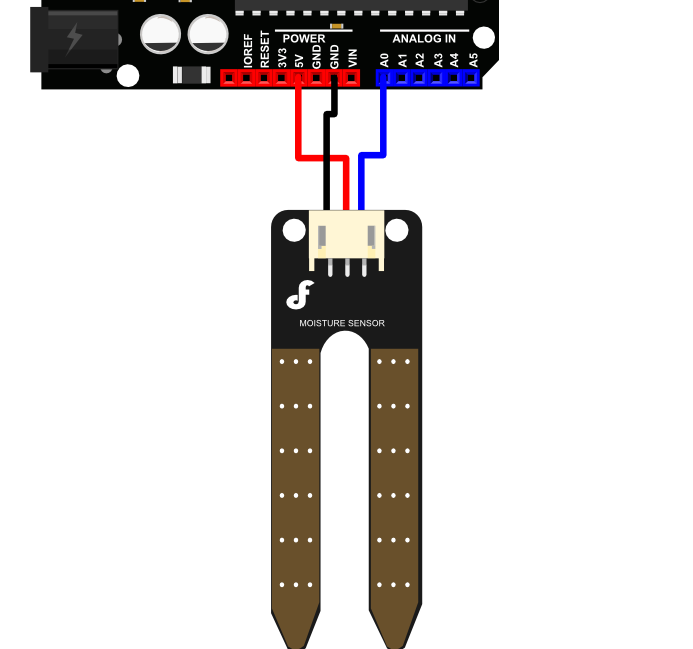 POWER
ANALOG IN
IOREF
RESET
3V3
5V
GND
GND
VIN
A0
A1
A2
A3
A4
A5
MOISTURE SENSOR